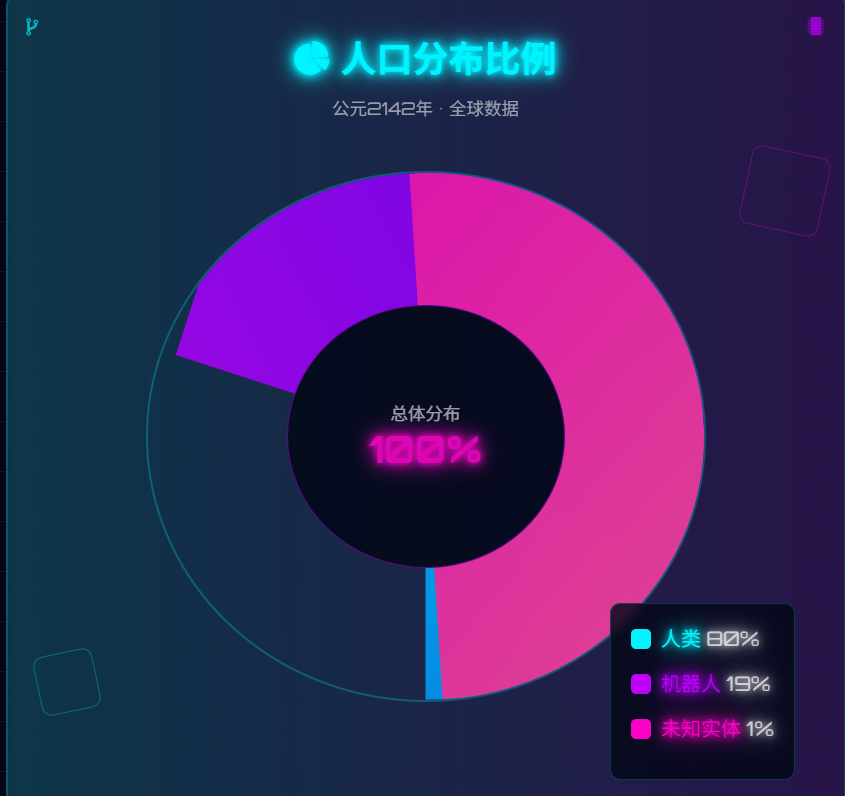 人口分布比例
公元2142年 · 全球数据
总体分布
100%
人类 80%
机器人 19%
未知实体 1%